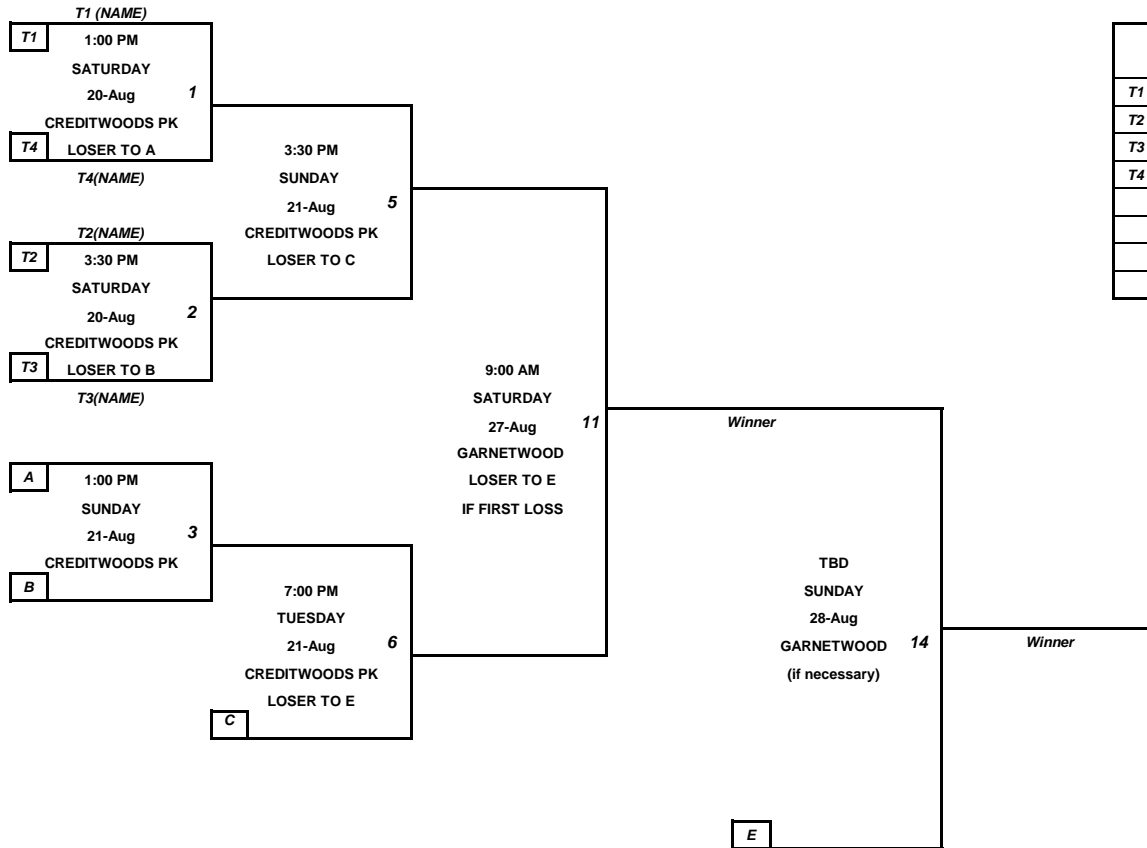 T1 (NAME)
T1
1:00 PM
SATURDAY
20-Aug
1
CREDITWOODS PK
T4
LOSER TO A
T4(NAME)
T2(NAME)
T2
3:30 PM
SATURDAY
20-Aug
2
CREDITWOODS PK
T3
LOSER TO B
T3(NAME)
A
1:00 PM
SUNDAY
21-Aug
3
CREDITWOODS PK
B
3:30 PM
SUNDAY
21-Aug
5
CREDITWOODS PK
LOSER TO C
7:00 PM
TUESDAY
21-Aug
6
CREDITWOODS PK
LOSER TO E
C
9:00 AM
SATURDAY
27-Aug
11
GARNETWOOD
LOSER TO E
IF FIRST LOSS
Winner
TBD
SUNDAY
28-Aug
GARNETWOOD
14
(if necessary)
E
Winner
T1
T2
T3
T4